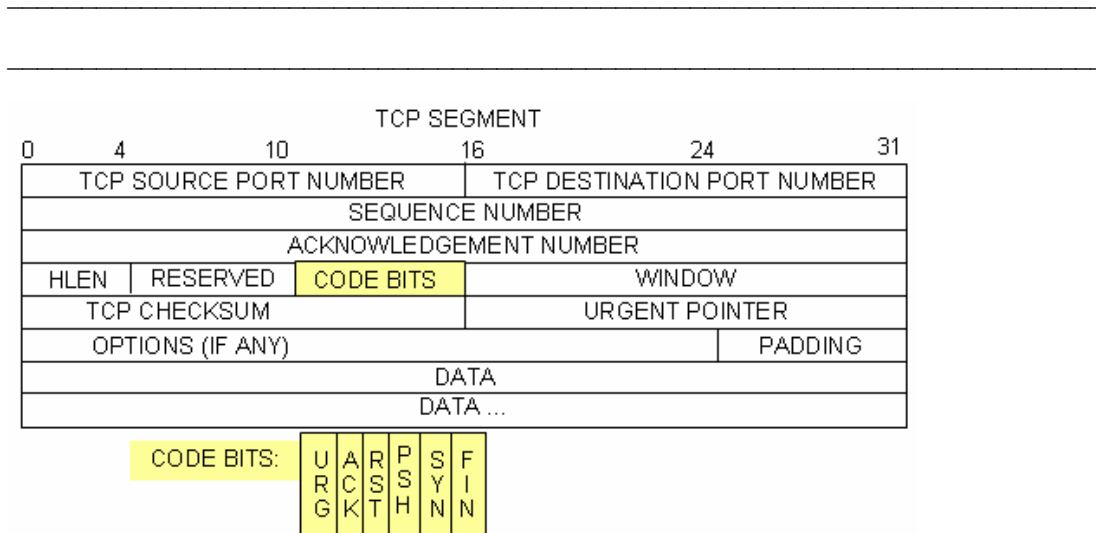 TCP SEGMENT
0 4 10 16 24 31
TCP SOURCE PORT NUMBER TCP DESTINATION PORT NUMBER
SEQUENCE NUMBER
ACKNOWLEDGEMENT NUMBER
HLEN RESERVED CODE BITS WINDOW
TCP CHECKSUM URGENT POINTER
OPTIONS (IF ANY) PADDING
DATA
DATA ...
CODE BITS: URG ACK RST PSH SYN FIN